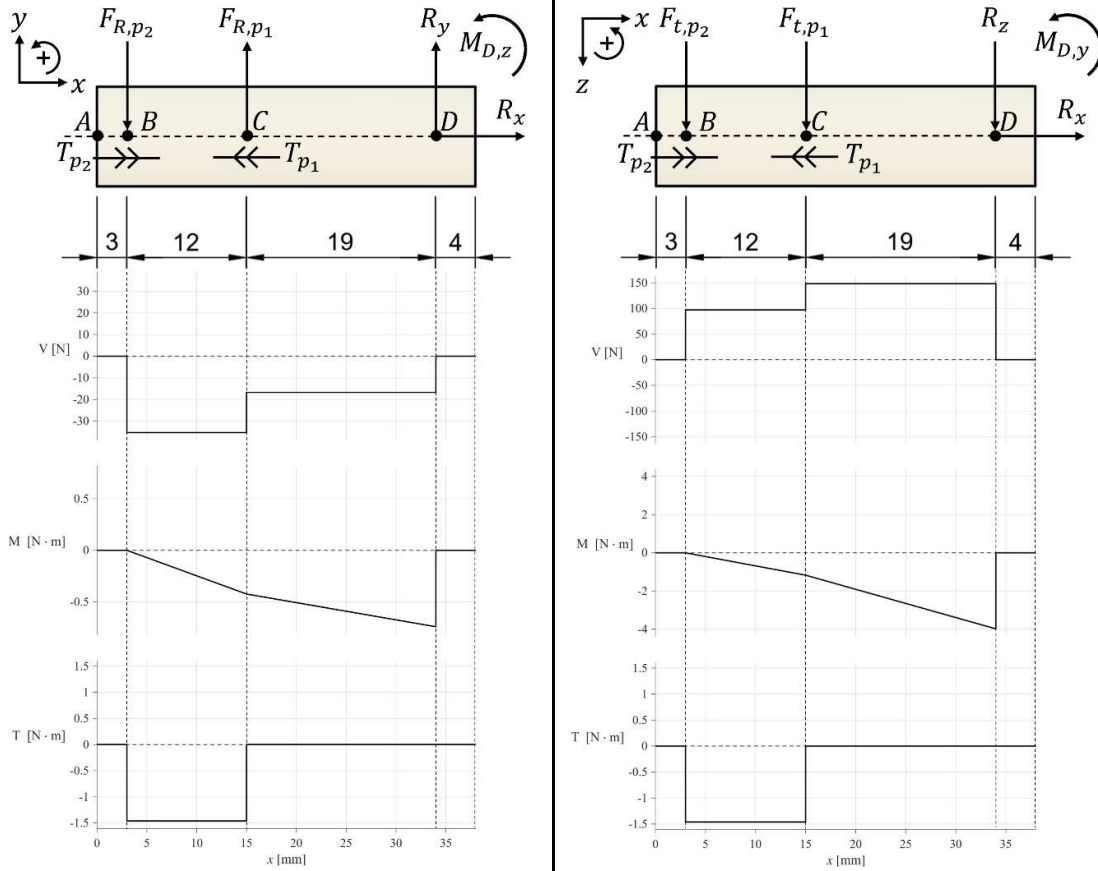 y F_{R,p_2} F_{R,p_1} R_y M_{D,z}
+
x R_x
A B C D
T_{p_2} T_{p_1}
3 12 19 4
30
20
10
V [N] 0
-10
-20
-30
0.5
M [N · m] 0
-0.5
1.5
1
0.5
T [N · m] 0
-0.5
-1
-1.5
0 5 10 15 20 25 30 35
x [mm]
x F_{t,p_2} F_{t,p_1} R_z M_{D,y}
+
z R_x
A B C D
T_{p_2} T_{p_1}
3 12 19 4
150
100
50
V [N] 0
-50
-100
-150
4
2
M [N · m] 0
-2
-4
1.5
1
0.5
T [N · m] 0
-0.5
-1
-1.5
0 5 10 15 20 25 30 35
x [mm]